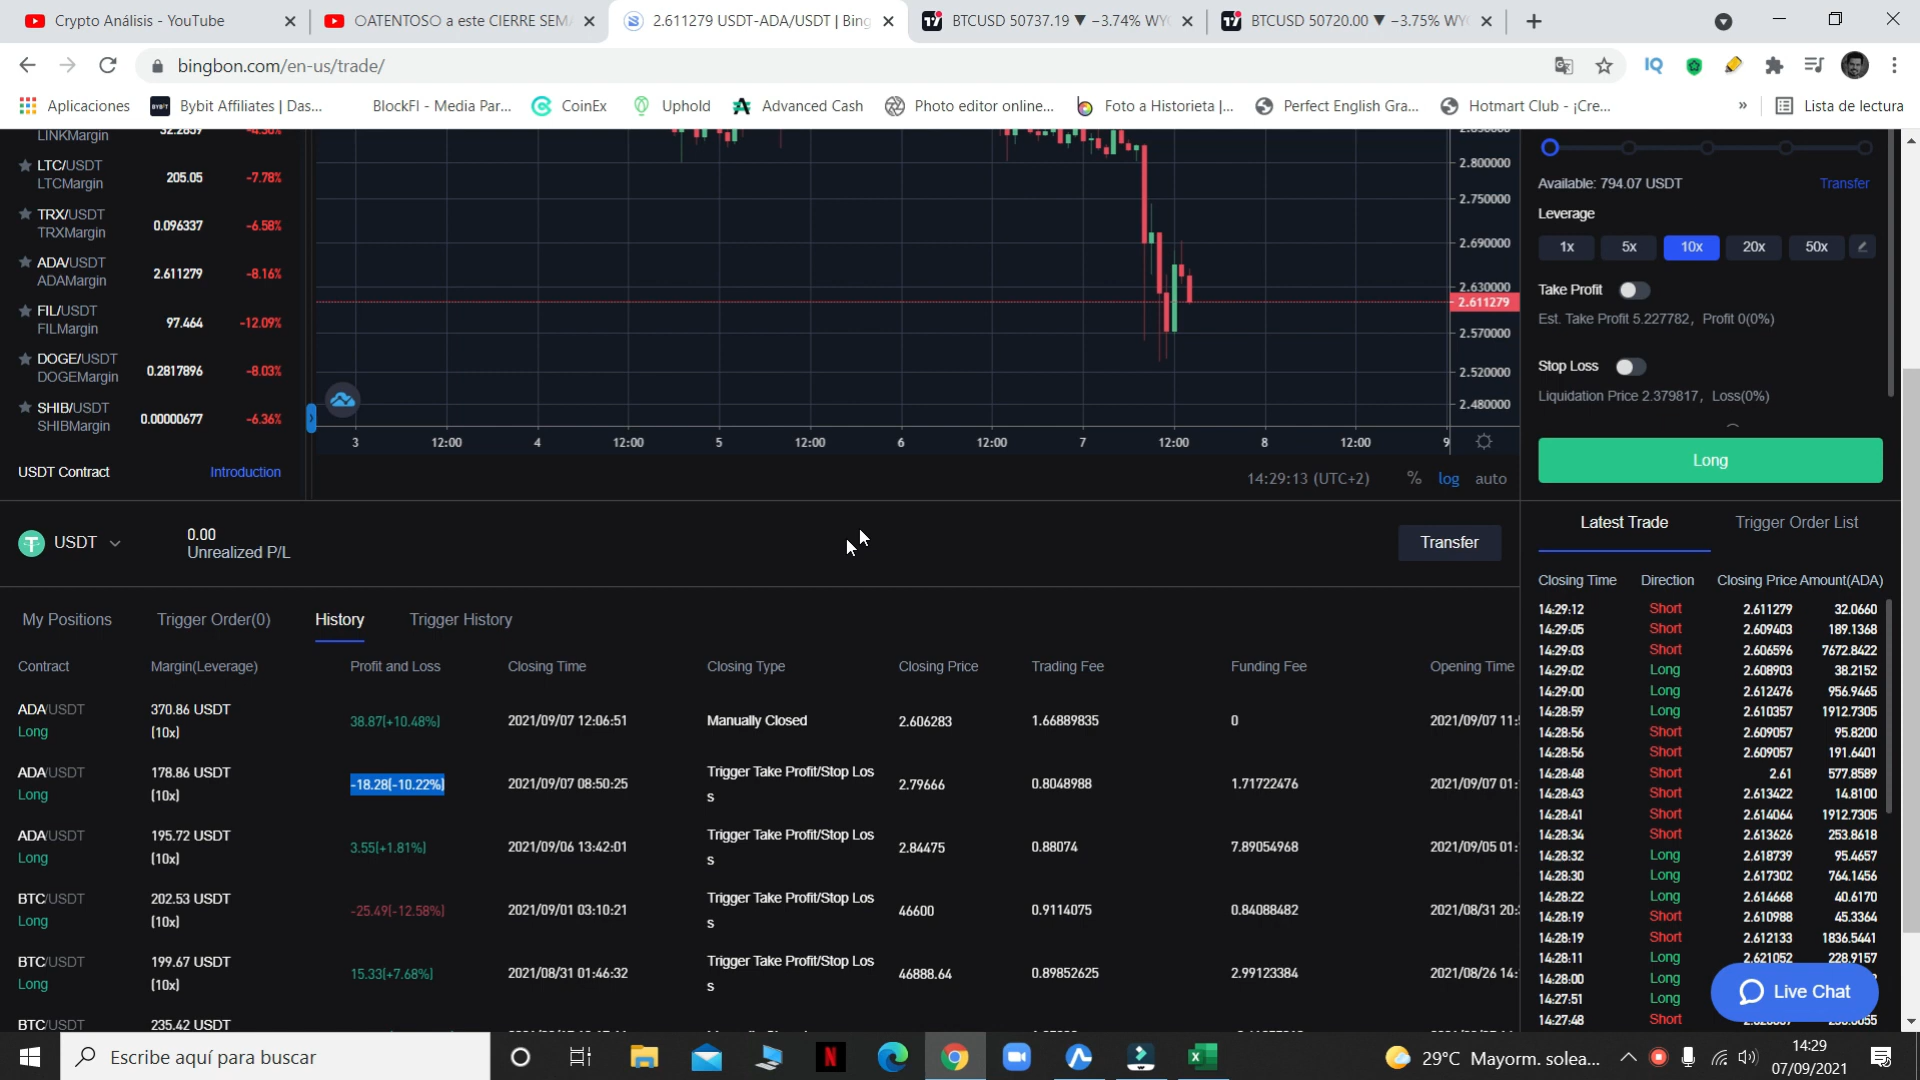 Crypto Análisis - YouTube
OATENTOSO a este CIERRE SEM
2.611279 USDT-ADA/USDT | Bing
BTCUSD 50737.19 ▼ −3.74% WY
BTCUSD 50720.00 ▼ −3.75% WY
bingbon.com/en-us/trade/
Aplicaciones
Bybit Affiliates | Das...
BlockFi - Media Par...
CoinEx
Uphold
Advanced Cash
Photo editor online...
Foto a Historieta |...
Perfect English Gra...
Hotmart Club - ¡Cre...
»
Lista de lectura
LINKMargin
LTC/USDT
LTCMargin
205.05
-7.78%
TRX/USDT
TRXMargin
0.096337
-6.58%
ADA/USDT
ADAMargin
2.611279
-8.16%
FIL/USDT
FILMargin
97.464
-12.09%
DOGE/USDT
DOGEMargin
0.2817896
-8.03%
SHIB/USDT
SHIBMargin
0.00000677
-6.36%
USDT Contract
Introduction
2.800000
2.750000
2.690000
2.630000
2.611279
2.570000
2.520000
2.480000
3 12:00 4 12:00 5 12:00 6 12:00 7 12:00 8 12:00 9
14:29:13 (UTC+2) % log auto
Available: 794.07 USDT
Transfer
Leverage
1x 5x 10x 20x 50x
Take Profit
Est. Take Profit 5.227782, Profit 0(0%)
Stop Loss
Liquidation Price 2.379817, Loss(0%)
Long
USDT
0.00
Unrealized P/L
Transfer
My Positions Trigger Order(0) History Trigger History
Contract Margin(Leverage) Profit and Loss Closing Time Closing Type Closing Price Trading Fee Funding Fee Opening Time
ADA/USDT 370.86 USDT
Long (10x) 38.87(+10.48%) 2021/09/07 12:06:51 Manually Closed 2.606283 1.66889835 0 2021/09/07 11:
ADA/USDT 178.86 USDT Trigger Take Profit/Stop Los
Long (10x) -18.28(-10.22%) 2021/09/07 08:50:25 s 2.79666 0.8048988 1.71722476 2021/09/07 01:
ADA/USDT 195.72 USDT Trigger Take Profit/Stop Los
Long (10x) 3.55(+1.81%) 2021/09/06 13:42:01 s 2.84475 0.88074 7.89054968 2021/09/05 01:
BTC/USDT 202.53 USDT Trigger Take Profit/Stop Los
Long (10x) -25.49(-12.58%) 2021/09/01 03:10:21 s 46600 0.9114075 0.84088482 2021/08/31 20:
BTC/USDT 199.67 USDT Trigger Take Profit/Stop Los
Long (10x) 15.33(+7.68%) 2021/08/31 01:46:32 s 46888.64 0.89852625 2.99123384 2021/08/26 14:
BTC/USDT 235.42 USDT
Latest Trade Trigger Order List
Closing Time Direction Closing Price Amount(ADA)
14:29:12 Short 2.611279 32.0660
14:29:05 Short 2.609403 189.1368
14:29:03 Short 2.606596 7672.8422
14:29:02 Long 2.608903 38.2152
14:29:00 Long 2.612476 956.9465
14:28:59 Long 2.610357 1912.7305
14:28:56 Short 2.609057 95.8200
14:28:56 Short 2.609057 191.6401
14:28:48 Short 2.61 577.8589
14:28:43 Short 2.613422 14.8100
14:28:41 Short 2.614064 1912.7305
14:28:34 Short 2.613626 253.8618
14:28:32 Long 2.618739 95.4657
14:28:30 Long 2.617302 764.1456
14:28:22 Long 2.614668 40.6170
14:28:19 Short 2.610988 45.3364
14:28:19 Short 2.612133 1836.5441
14:28:11 Long 2.621052 228.9157
14:28:00 Long
14:27:51 Long
14:27:48 Short
Live Chat
Escribe aquí para buscar
29°C Mayorm. solea...
14:29
07/09/2021